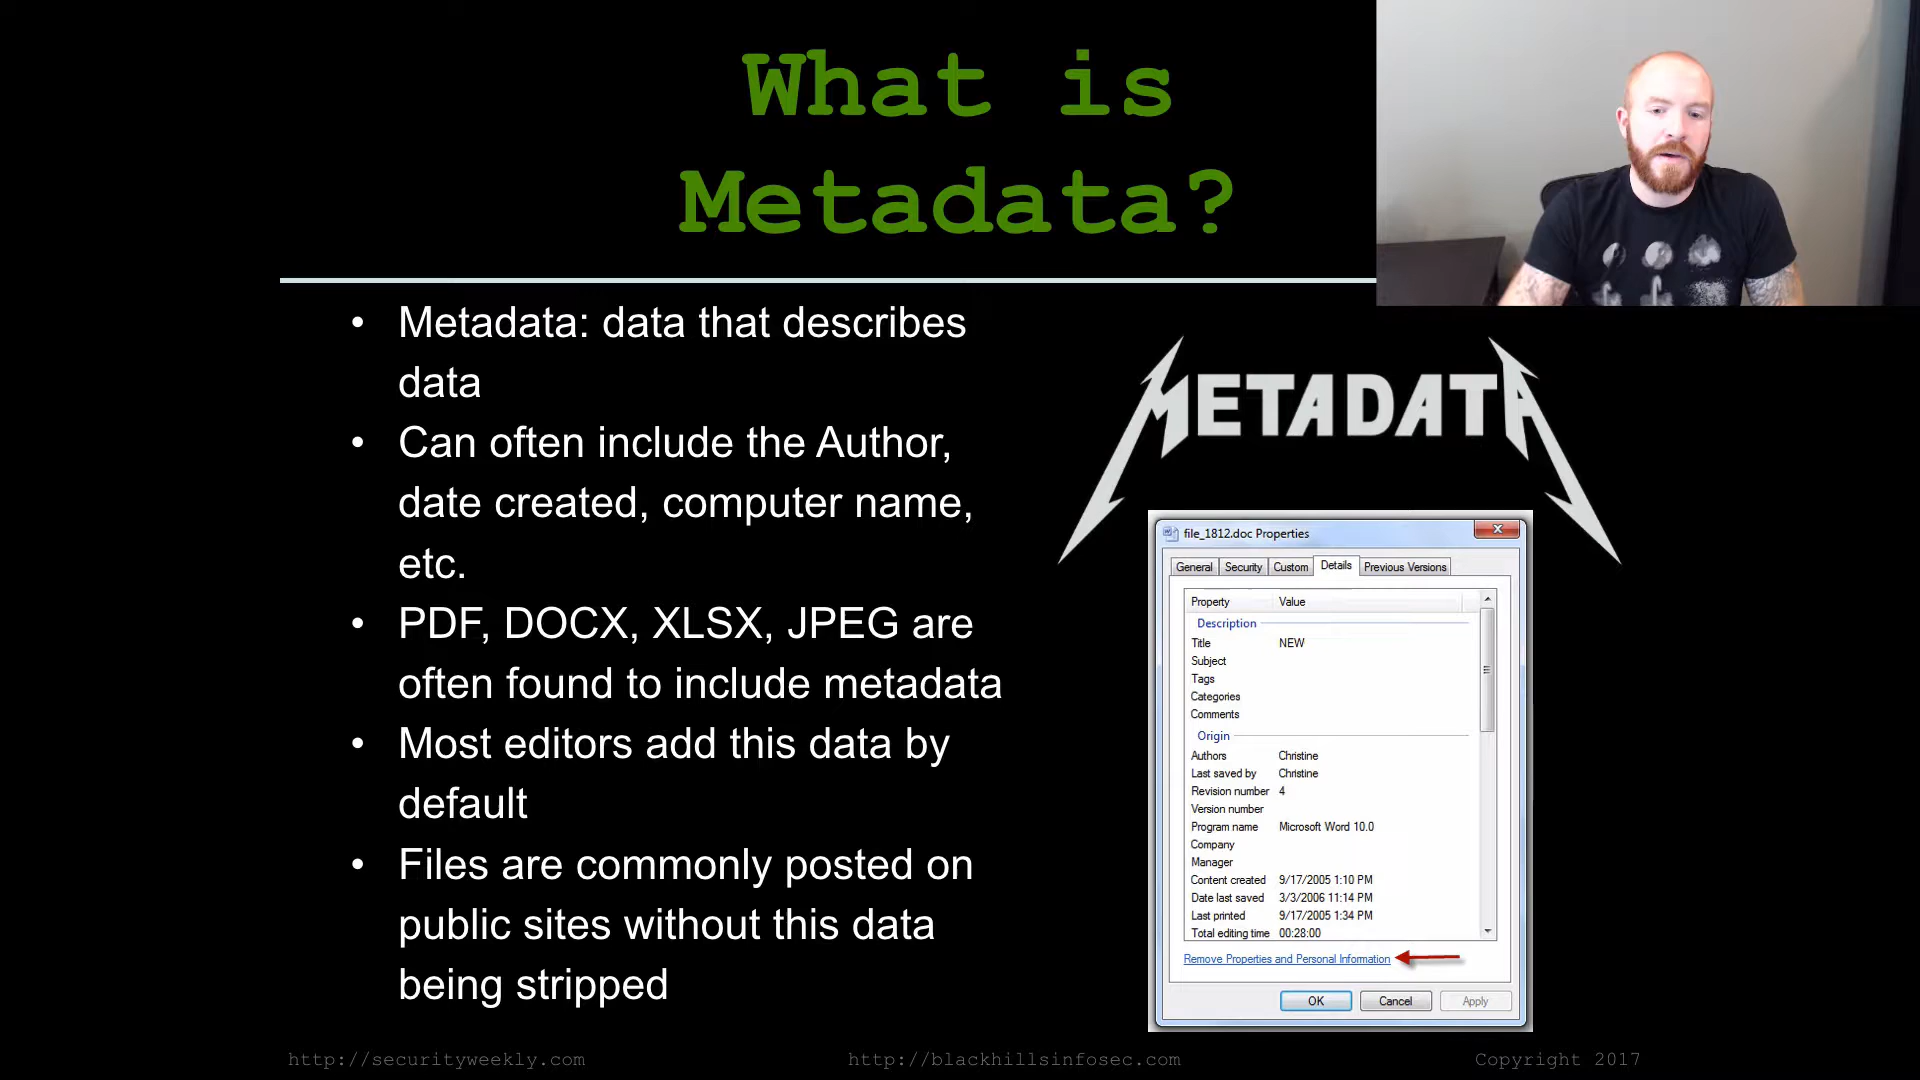 What is
Metadata?
• Metadata: data that describes
data
• Can often include the Author,
date created, computer name,
etc.
• PDF, DOCX, XLSX, JPEG are
often found to include metadata
• Most editors add this data by
default
• Files are commonly posted on
public sites without this data
being stripped
METADATA
file_1812.doc Properties
General Security Custom Details Previous Versions
Property Value
Description
Title NEW
Subject
Tags
Categories
Comments
Origin
Authors Christine
Last saved by Christine
Revision number 4
Version number
Program name Microsoft Word 10.0
Company
Manager
Content created 9/17/2005 1:10 PM
Date last saved 3/3/2006 11:14 PM
Last printed 9/17/2005 1:34 PM
Total editing time 00:28:00
Remove Properties and Personal Information
OK Cancel Apply
http://securityweekly.com http://blackhillsinfosec.com Copyright 2017